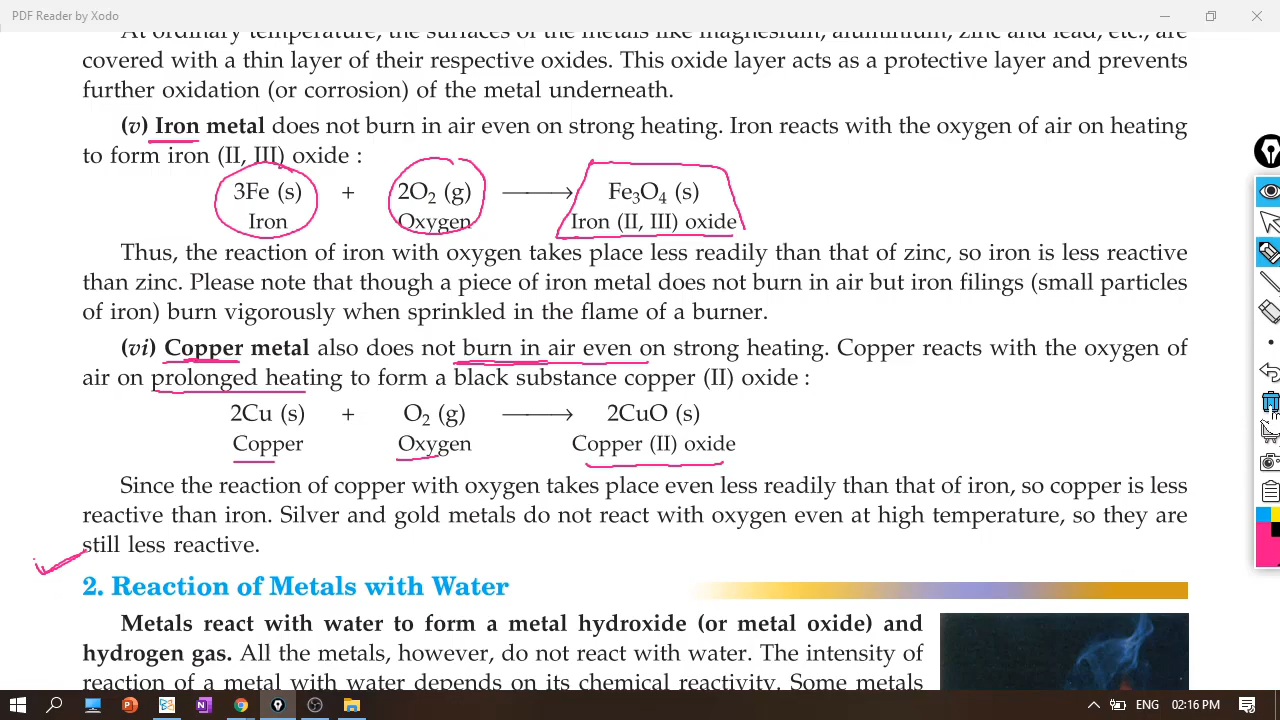 PDF Reader by Xodo
At ordinary temperature, the surfaces of the metals like magnesium, aluminium, zinc and lead, etc., are
covered with a thin layer of their respective oxides. This oxide layer acts as a protective layer and prevents
further oxidation (or corrosion) of the metal underneath.
(v) Iron metal does not burn in air even on strong heating. Iron reacts with the oxygen of air on heating
to form iron (II, III) oxide :
3Fe (s) + 2O₂ (g) ⟶ Fe₃O₄ (s)
Iron Oxygen Iron (II, III) oxide
Thus, the reaction of iron with oxygen takes place less readily than that of zinc, so iron is less reactive
than zinc. Please note that though a piece of iron metal does not burn in air but iron filings (small particles
of iron) burn vigorously when sprinkled in the flame of a burner.
(vi) Copper metal also does not burn in air even on strong heating. Copper reacts with the oxygen of
air on prolonged heating to form a black substance copper (II) oxide :
2Cu (s) + O₂ (g) ⟶ 2CuO (s)
Copper Oxygen Copper (II) oxide
Since the reaction of copper with oxygen takes place even less readily than that of iron, so copper is less
reactive than iron. Silver and gold metals do not react with oxygen even at high temperature, so they are
still less reactive.
2. Reaction of Metals with Water
Metals react with water to form a metal hydroxide (or metal oxide) and
hydrogen gas. All the metals, however, do not react with water. The intensity of
reaction of a metal with water depends on its chemical reactivity. Some metals
ENG 02:16 PM